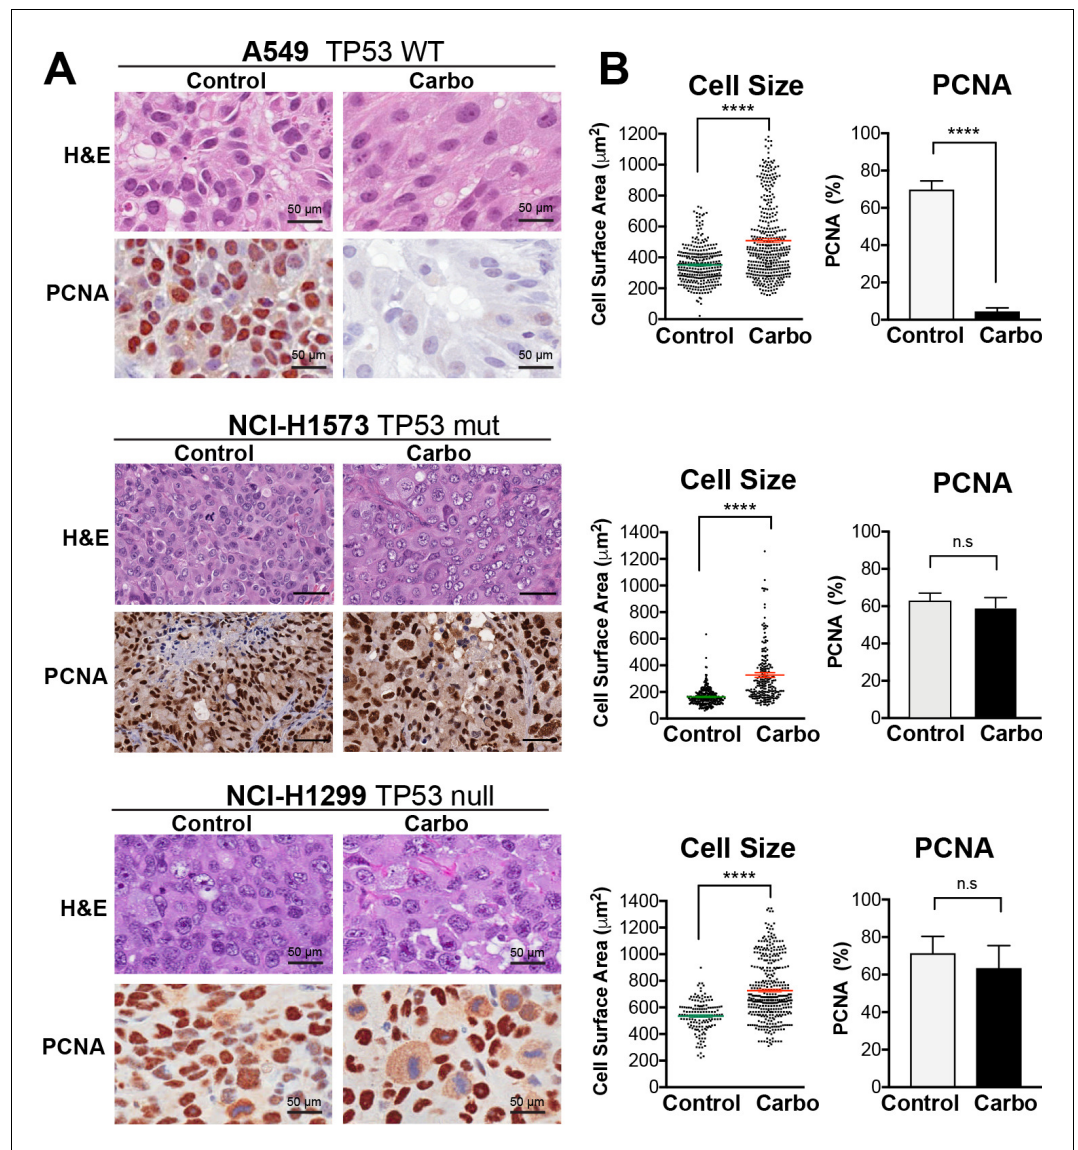 A
A549 TP53 WT
Control Carbo
H&E
50 µm 50 µm
PCNA
50 µm 50 µm
NCI-H1573 TP53 mut
Control Carbo
H&E
PCNA
NCI-H1299 TP53 null
Control Carbo
H&E
50 µm 50 µm
PCNA
50 µm 50 µm
B
Cell Size
****
Cell Surface Area (µm²)
1200
1000
800
600
400
200
0
Control Carbo
PCNA
****
PCNA (%)
100
80
60
40
20
0
Control Carbo
Cell Size
****
Cell Surface Area (µm²)
1400
1200
1000
800
600
400
200
0
Control Carbo
PCNA
n.s
PCNA (%)
100
80
60
40
20
0
Control Carbo
Cell Size
****
Cell Surface Area (µm²)
1400
1200
1000
800
600
400
200
0
Control Carbo
PCNA
n.s
PCNA (%)
100
80
60
40
20
0
Control Carbo